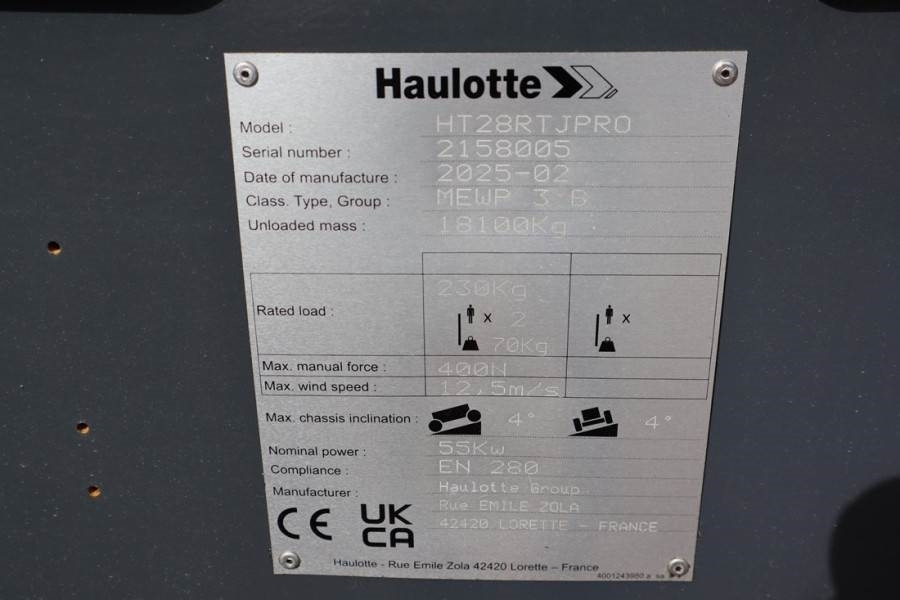 Haulotte
Model : HT28RTJPRO
Serial number : 2158005
Date of manufacture : 2025-02
Class. Type, Group : MEWP 3 B
Unloaded mass : 18100Kg
230Kg
Rated load : x 2 x
70Kg
Max. manual force : 400N
Max. wind speed : 12,5m/s
Max. chassis inclination : 4° 4°
Nominal power : 55Kw
Compliance : EN 280
Manufacturer : Haulotte Group
Rue EMILE ZOLA
42420 LORETTE - FRANCE
CE UK CA
Haulotte - Rue Emile Zola 42420 Lorette – France
4001243980 a